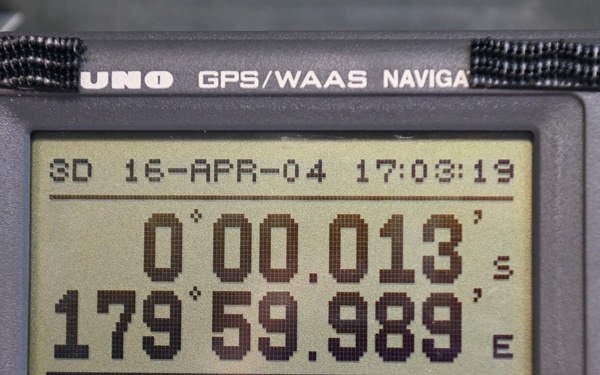 UNO GPS/WAAS NAVIGA
3D 16-APR-04 17:03:19
0°00.013' S
179°59.989' E